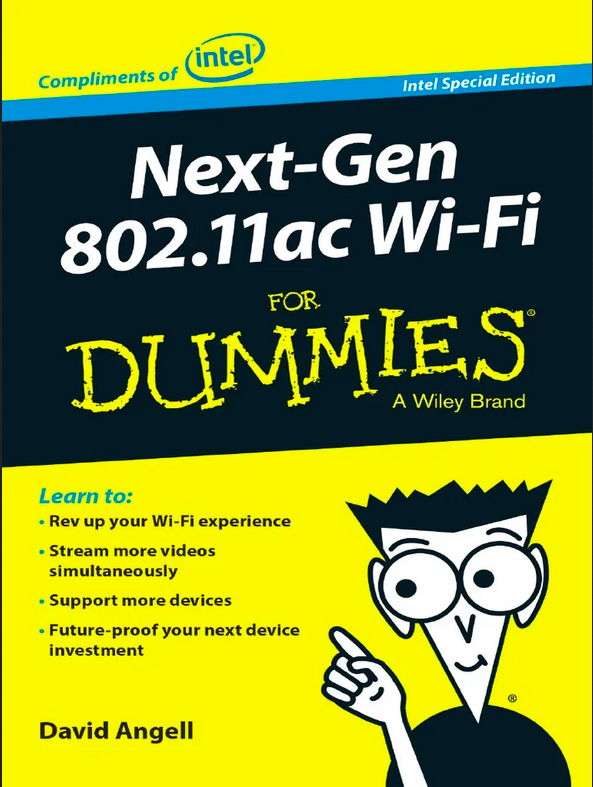 Compliments of intel®
Intel Special Edition
Next-Gen
802.11ac Wi-Fi
FOR
DUMMIES®
A Wiley Brand
Learn to:
• Rev up your Wi-Fi experience
• Stream more videos
simultaneously
• Support more devices
• Future-proof your next device
investment
®
David Angell